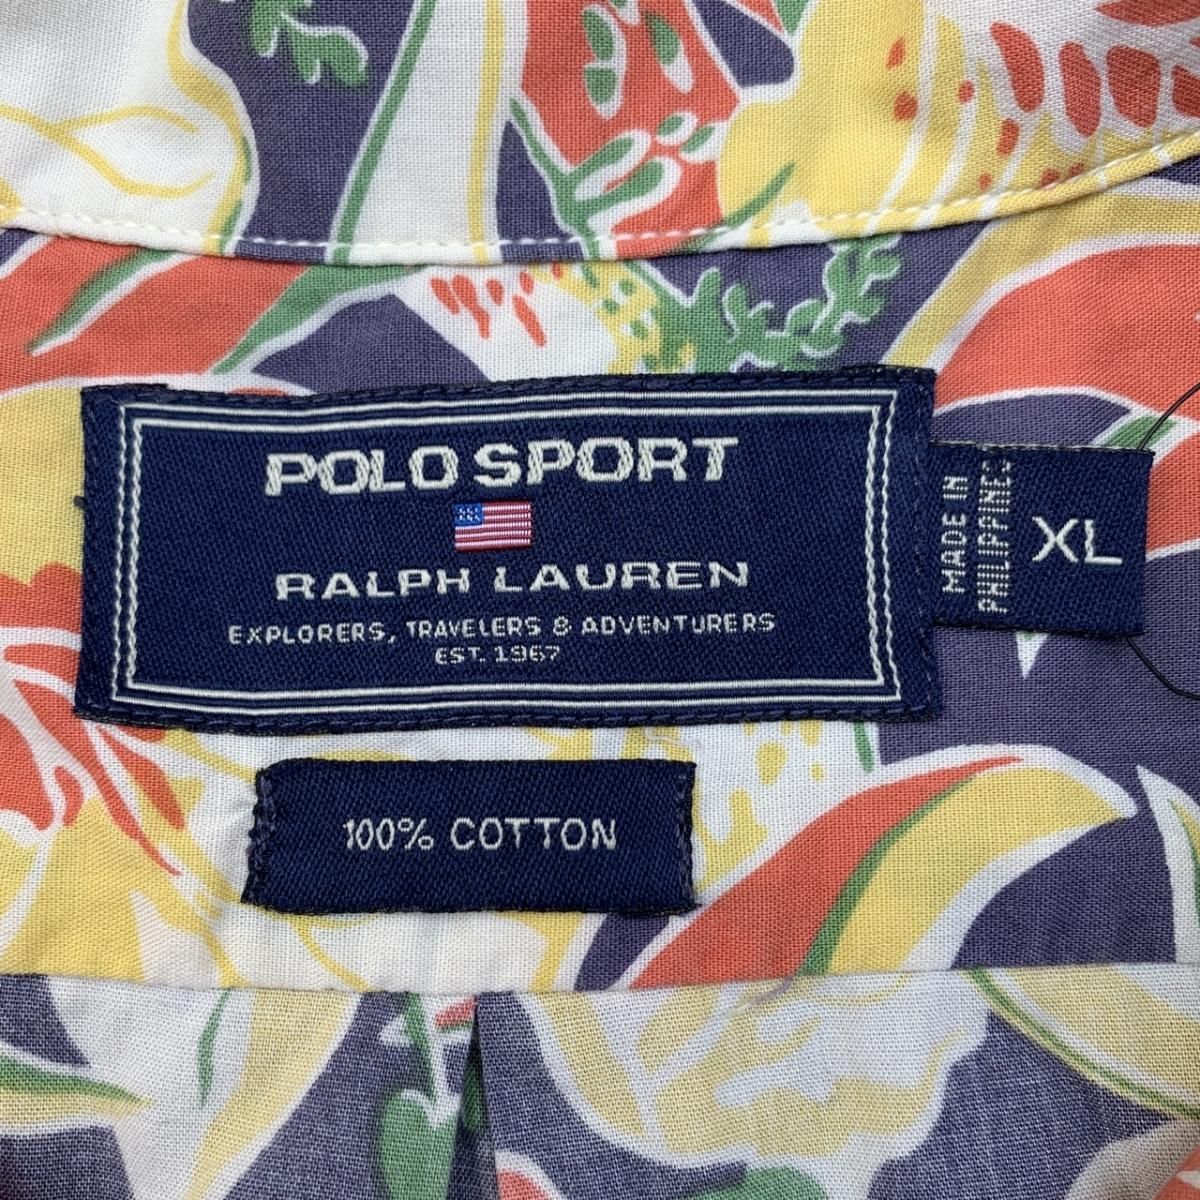 POLO SPORT
RALPH LAUREN
EXPLORERS, TRAVELERS & ADVENTURERS
EST. 1967
MADE IN
PHILIPPINES
XL
100% COTTON